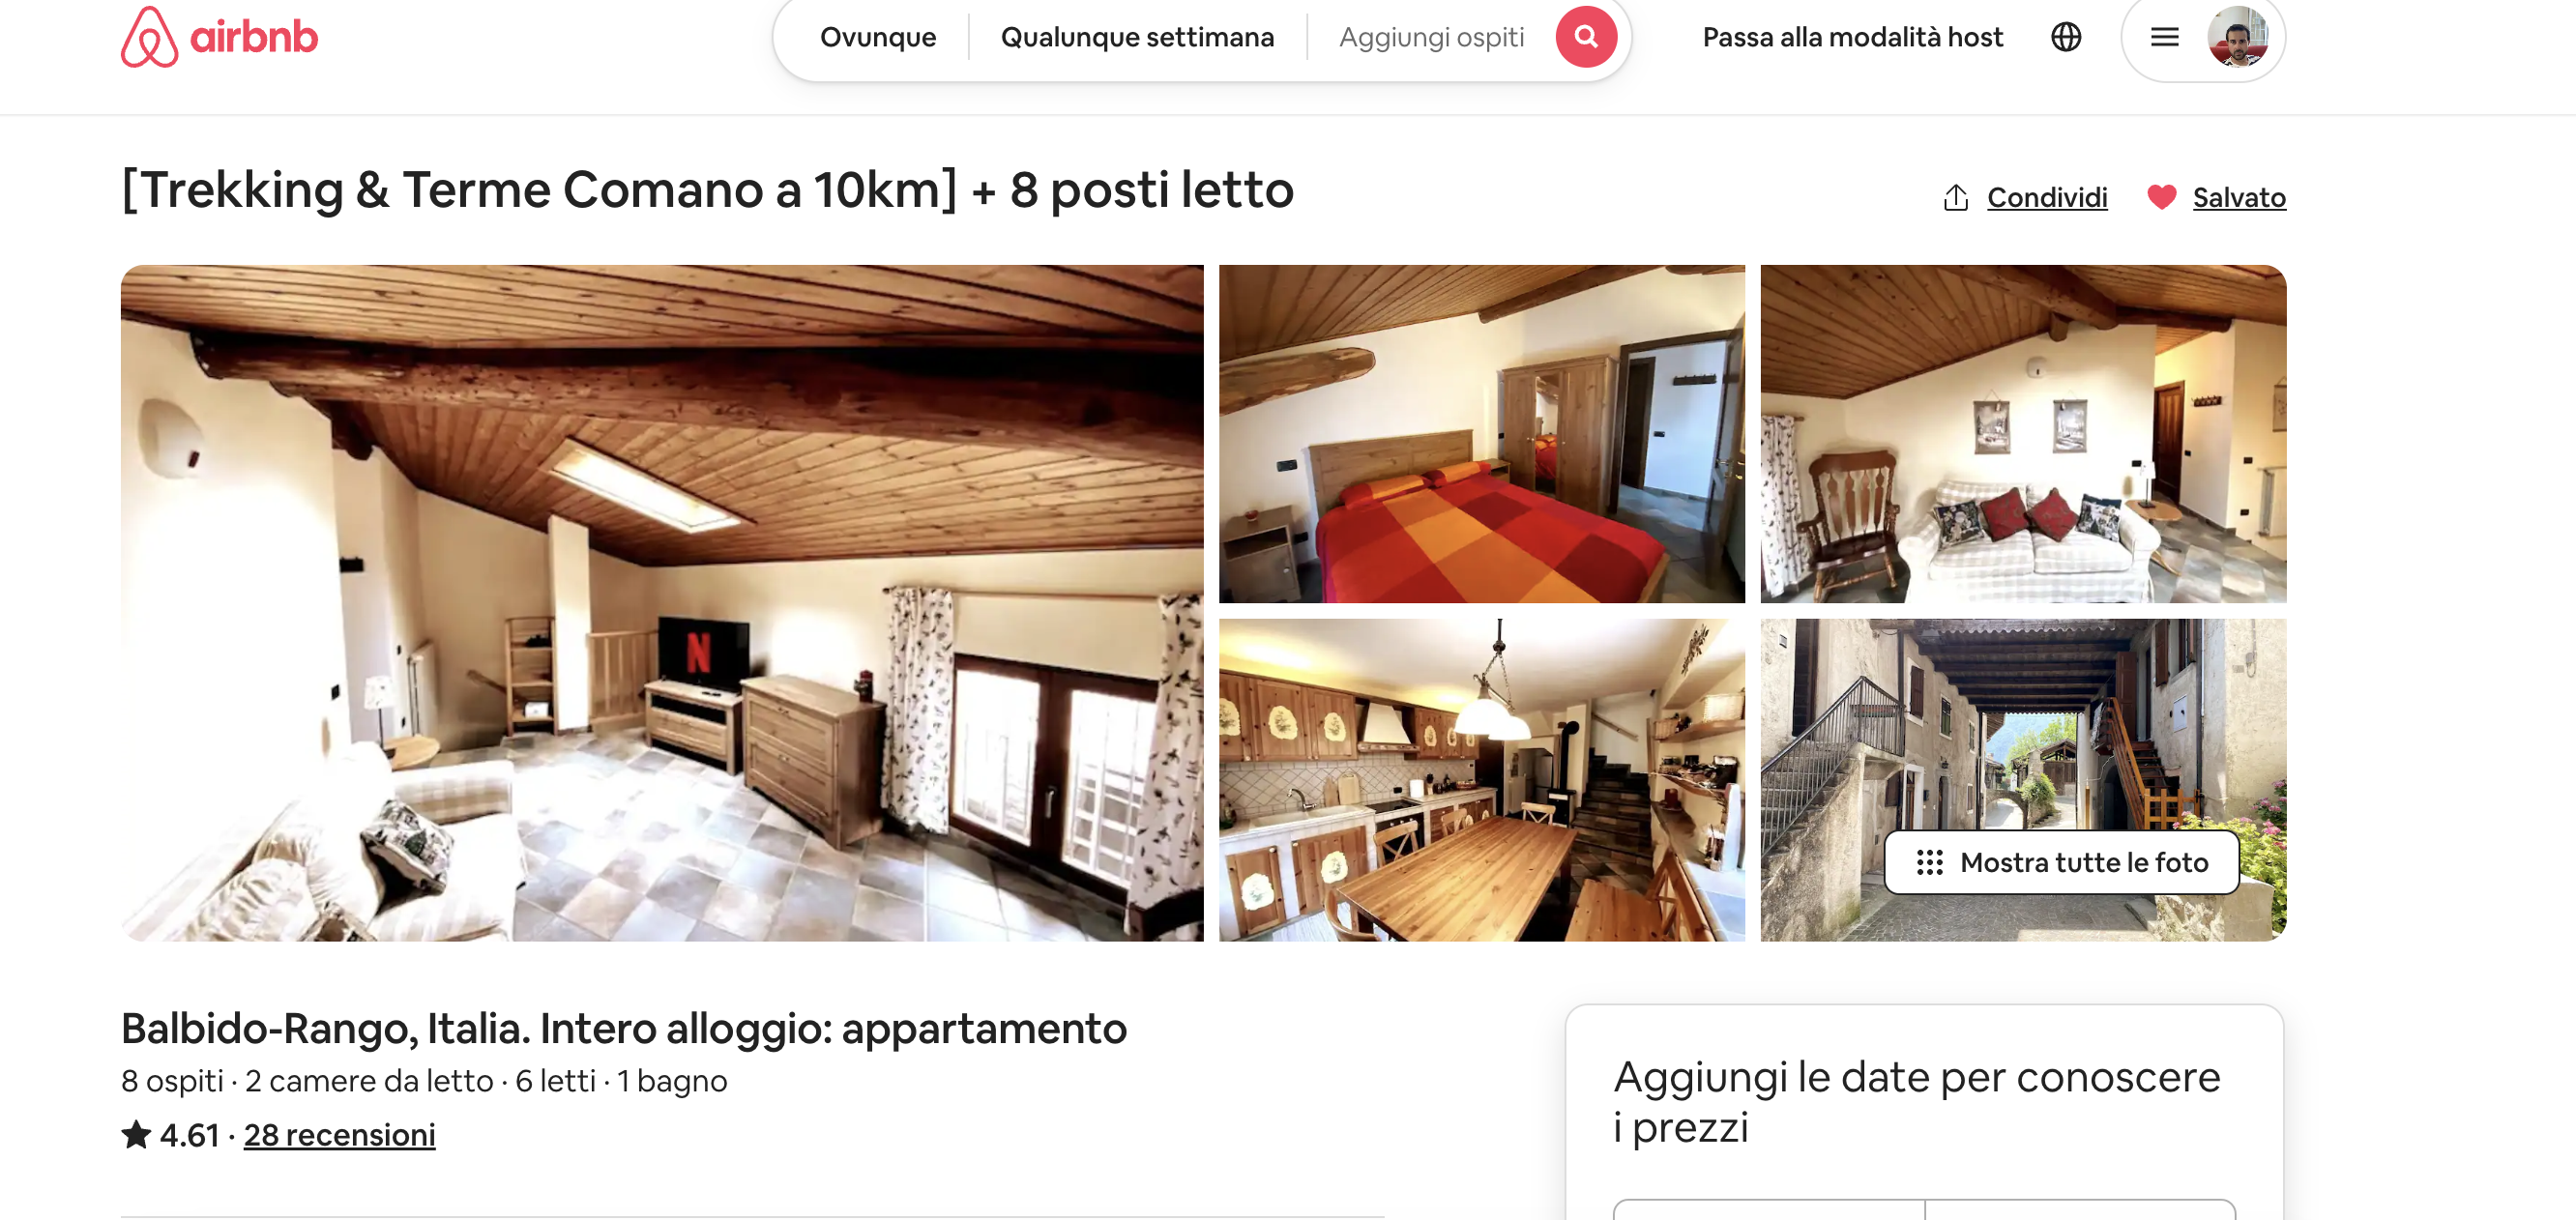 airbnb
Ovunque
Qualunque settimana
Aggiungi ospiti
Passa alla modalità host
[Trekking & Terme Comano a 10km] + 8 posti letto
Condividi
Salvato
N
Mostra tutte le foto
Balbido-Rango, Italia. Intero alloggio: appartamento
8 ospiti · 2 camere da letto · 6 letti · 1 bagno
★ 4.61 · 28 recensioni
Aggiungi le date per conoscere
i prezzi